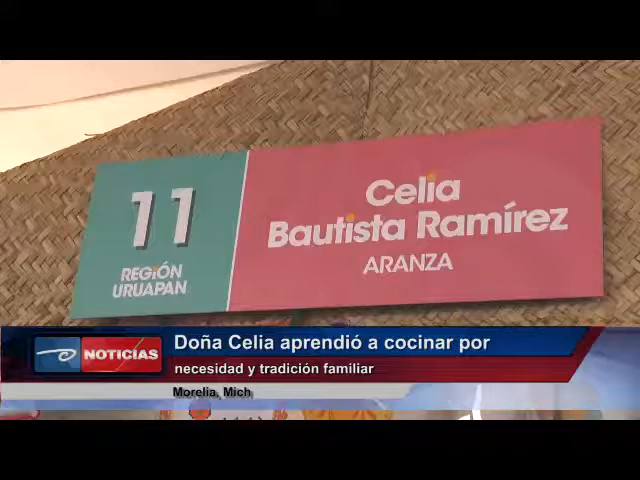 11
REGIÓN
URUAPAN
Celia
Bautista Ramírez
ARANZA
NOTICIAS
Doña Celia aprendió a cocinar por
necesidad y tradición familiar
Morelia, Mich